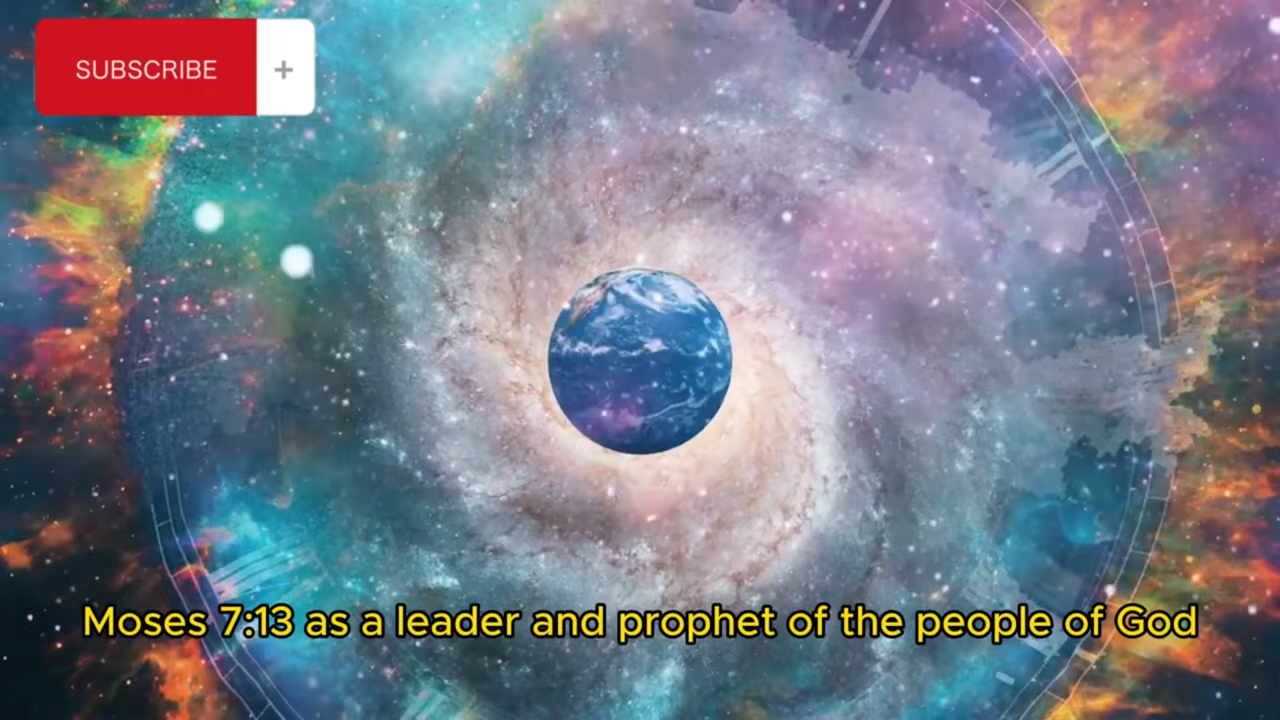 SUBSCRIBE +
Moses 7:13 as a leader and prophet of the people of God